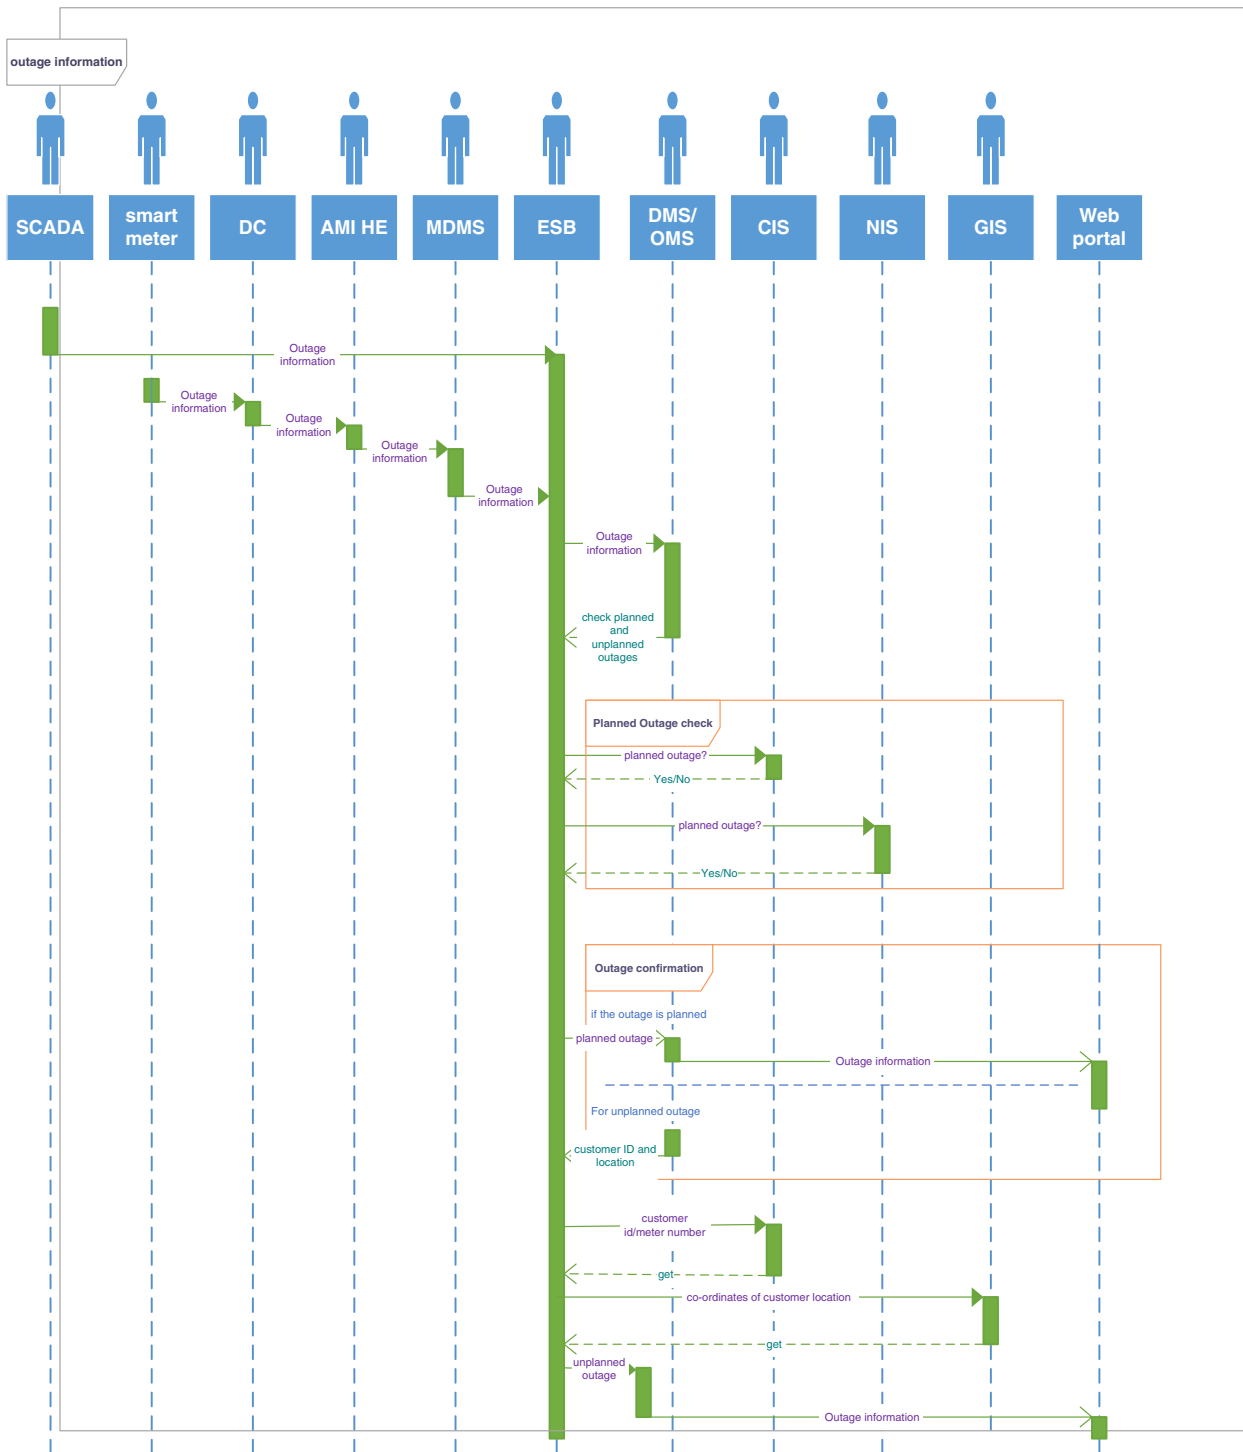 outage information
SCADA
smart
meter
DC
AMI HE
MDMS
ESB
DMS/
OMS
CIS
NIS
GIS
Web
portal
Outage
information
Outage
information
Outage
information
Outage
information
Outage
information
Outage
information
check planned
and
unplanned
outages
Planned Outage check
planned outage?
Yes/No
planned outage?
Yes/No
Outage confirmation
if the outage is planned
planned outage
Outage information
For unplanned outage
customer ID and
location
customer
id/meter number
get
co-ordinates of customer location
get
unplanned
outage
Outage information